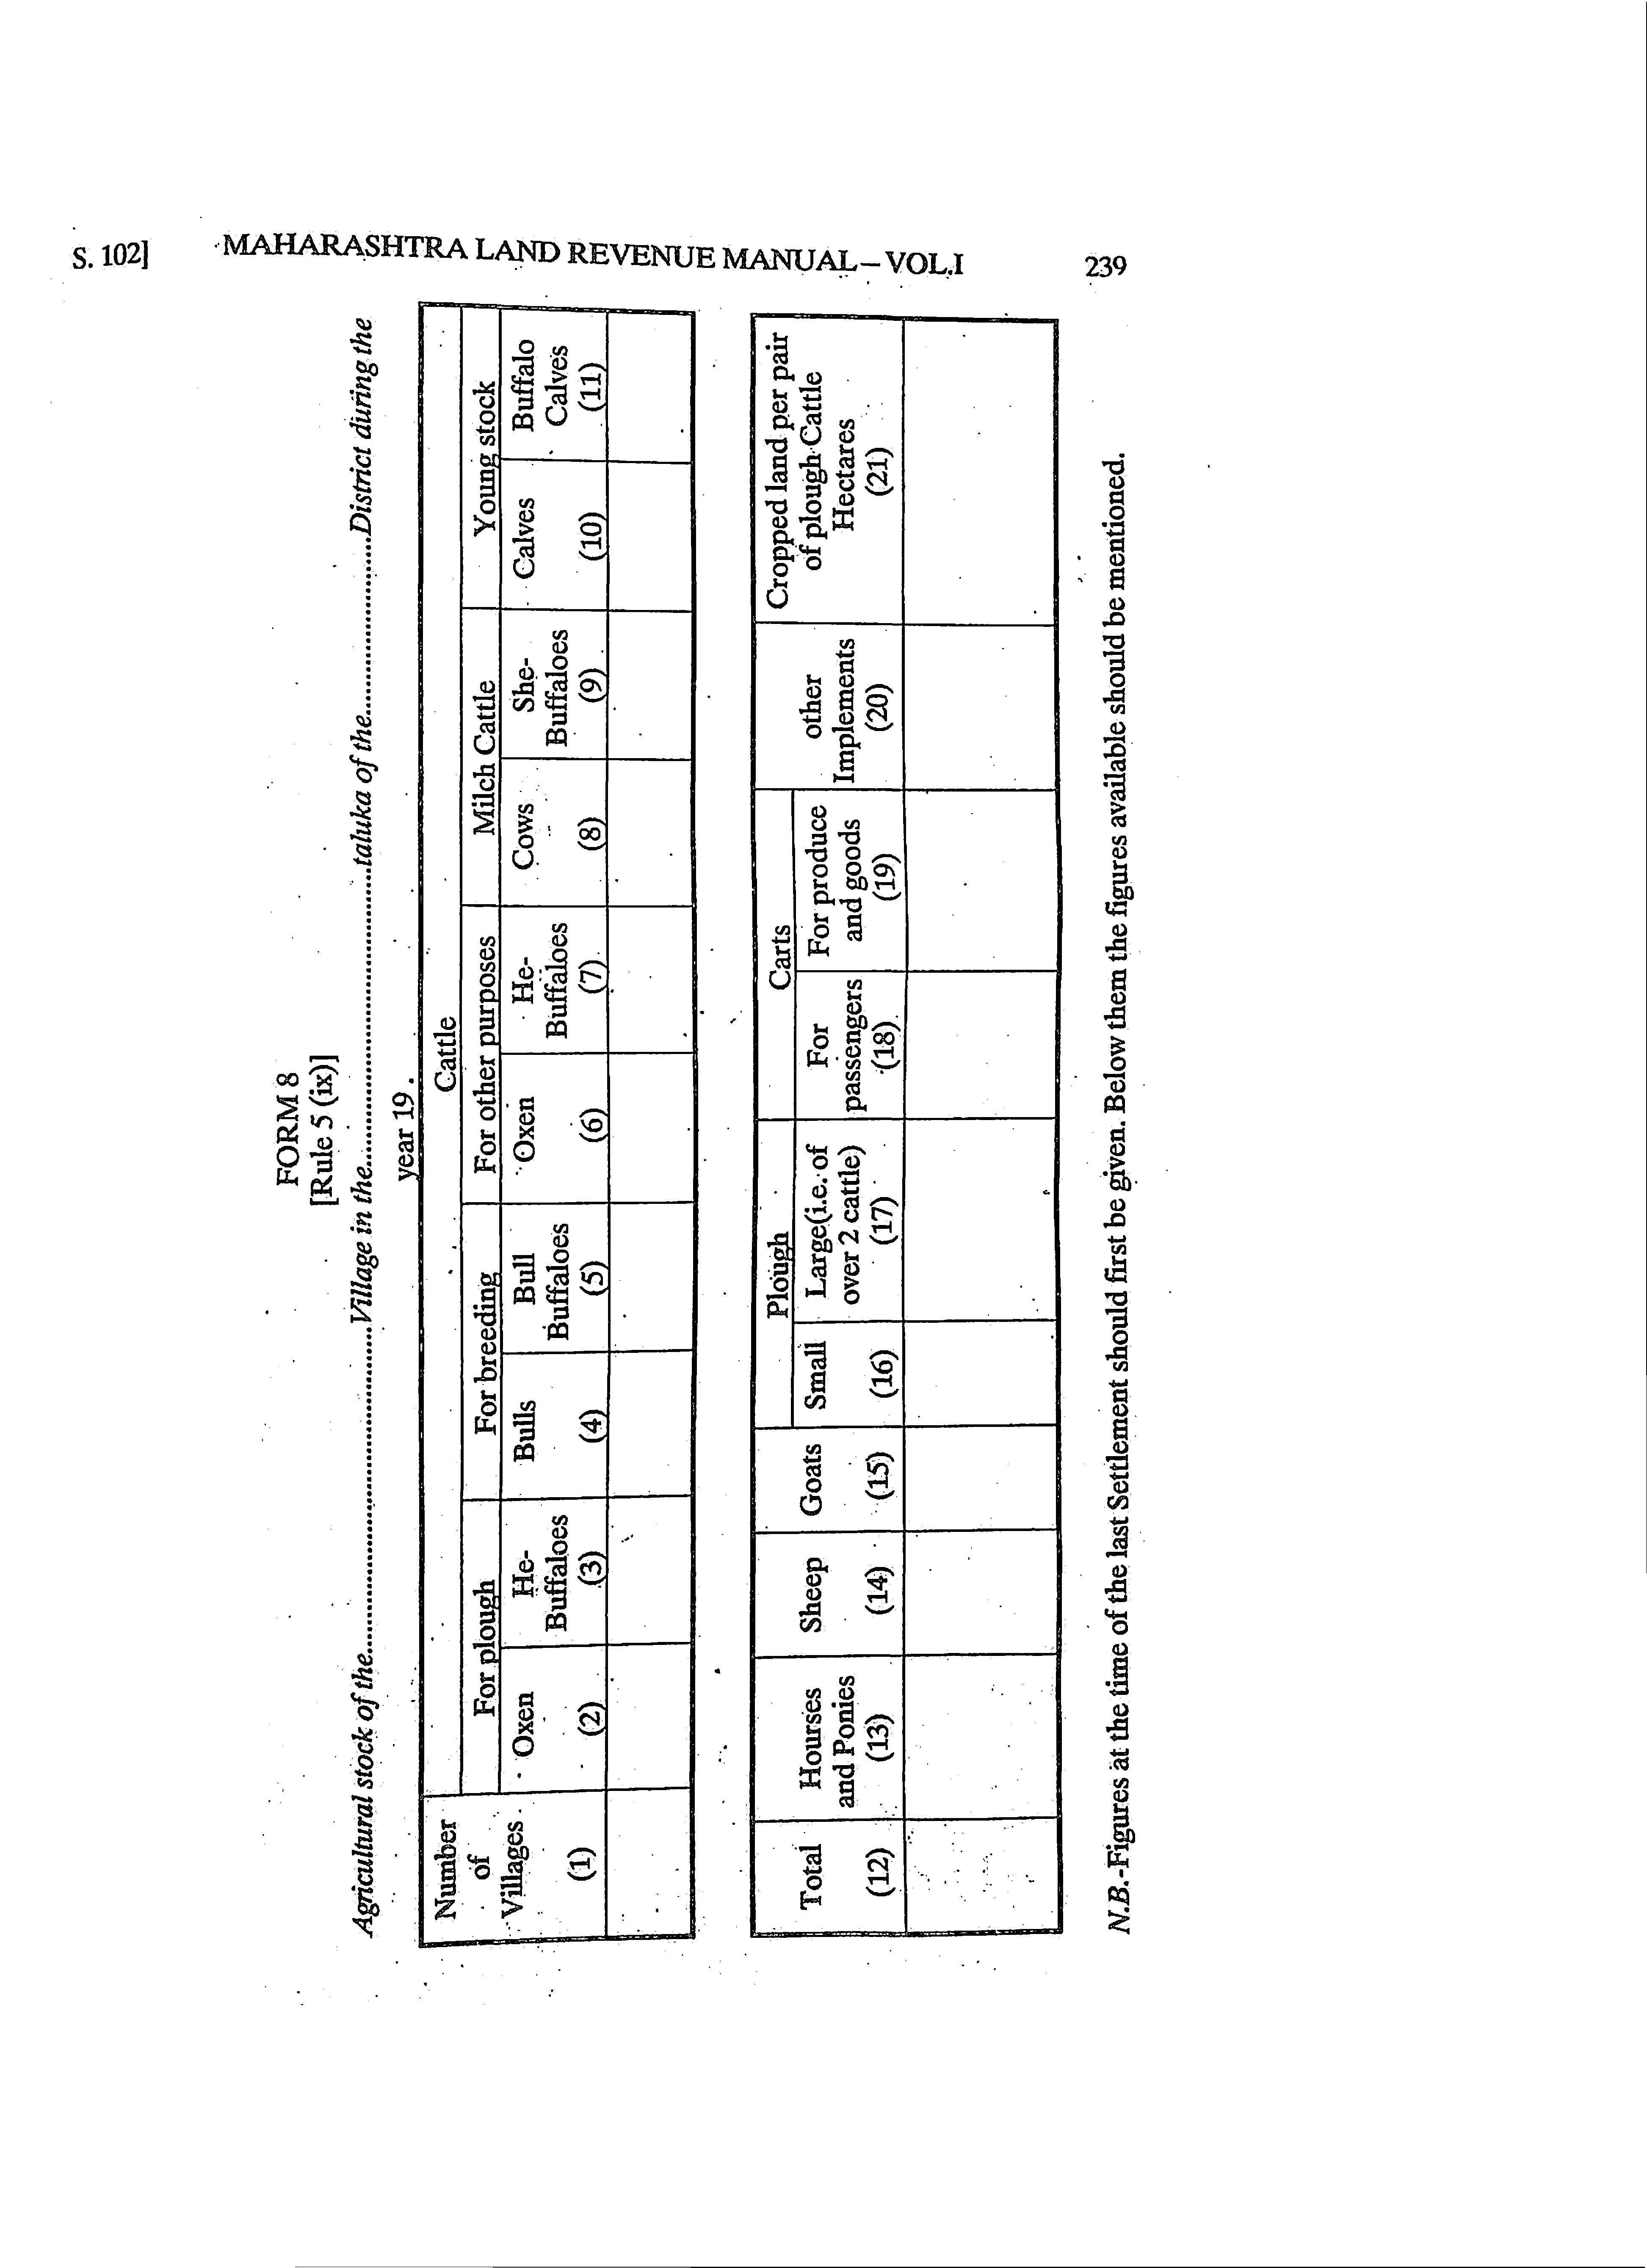 S. 102] MAHARASHTRA LAND REVENUE MANUAL – VOL.I 239
FORM 8
[Rule 5 (ix)]
Agricultural stock of the..........................................Village in the..........................................taluka of the..........................District during the
year 19 .
Number of Villages Cattle
For plough For breeding For other purposes Milch Cattle Young stock
Oxen He-Buffaloes Bulls Bull Buffaloes Oxen He-Buffaloes Cows She-Buffaloes Calves Buffalo Calves
(1) (2) (3) (4) (5) (6) (7) (8) (9) (10) (11)
Total Hourses and Ponies Sheep Goats Plough Carts other Implements Cropped land per pair of plough Cattle Hectares
Small Large(i.e. of over 2 cattle) For passengers For produce and goods
(12) (13) (14) (15) (16) (17) (18) (19) (20) (21)
N.B.-Figures at the time of the last Settlement should first be given. Below them the figures available should be mentioned.